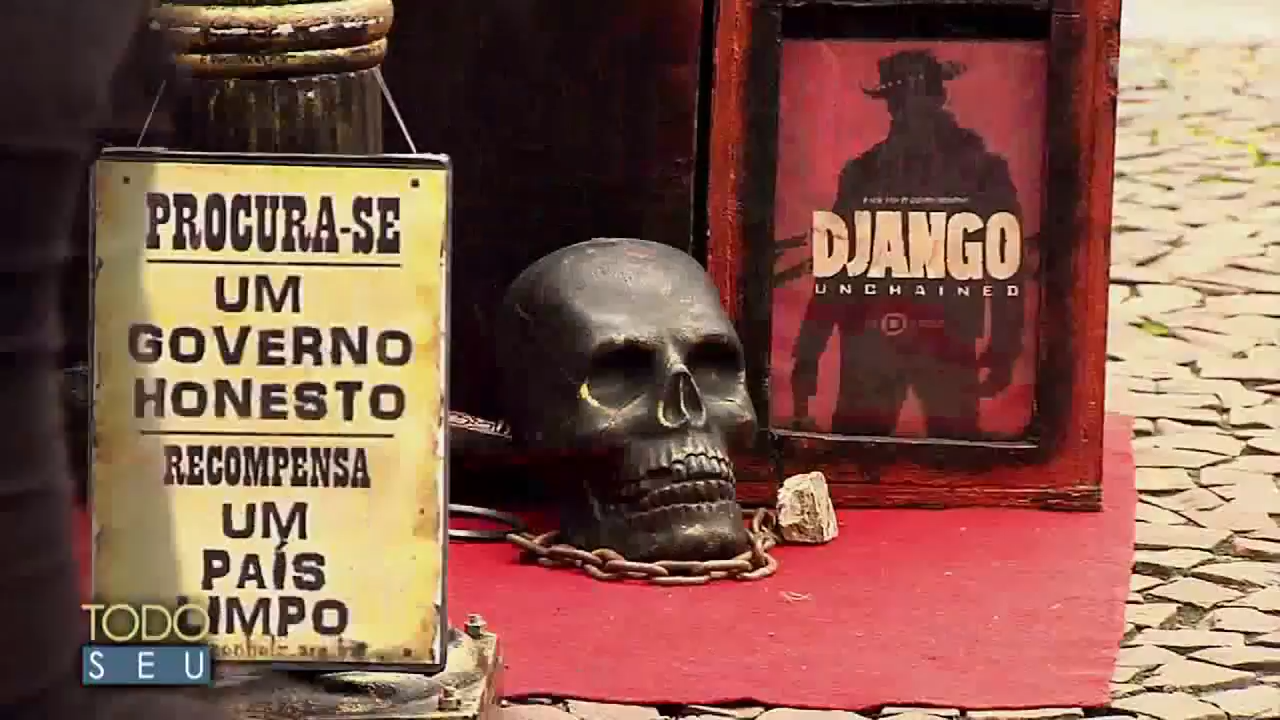 PROCURA-SE
UM
GOVERNO
HONESTO
RECOMPENSA
UM
PAÍS
LIMPO
TODO
SEU
DJANGO
UNCHAINED